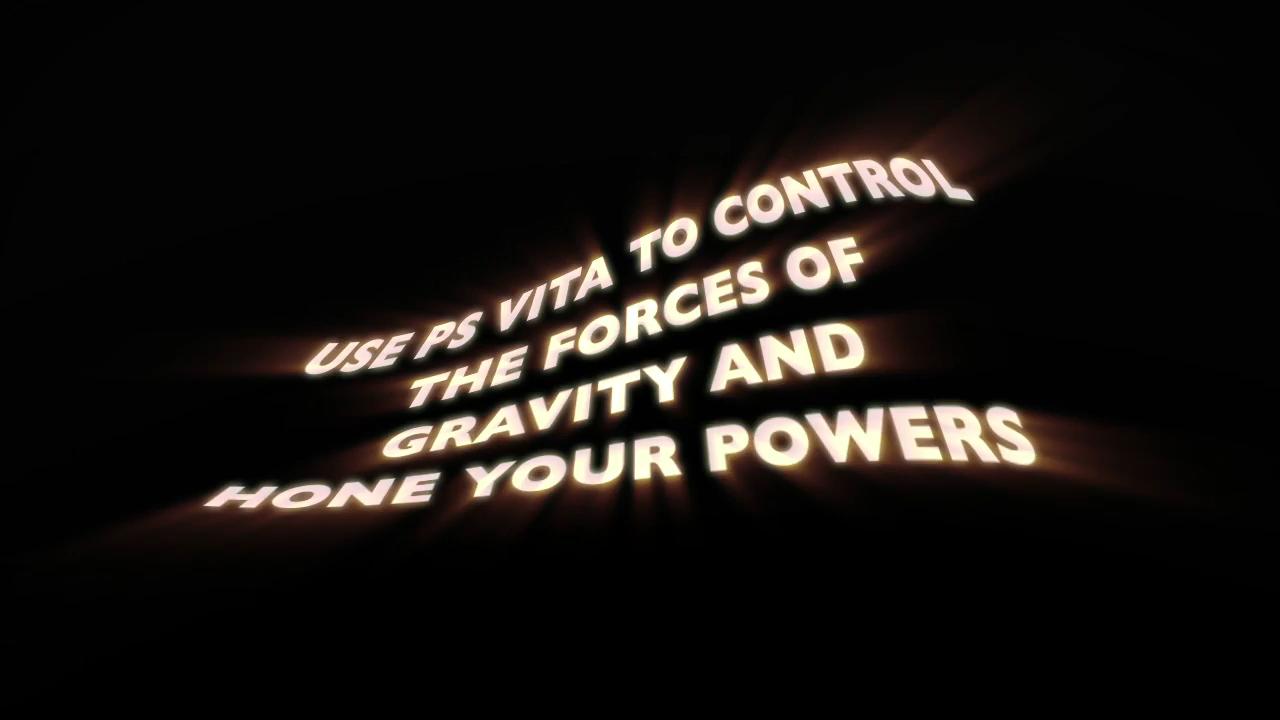 USE PS VITA TO CONTROL
THE FORCES OF
GRAVITY AND
HONE YOUR POWERS